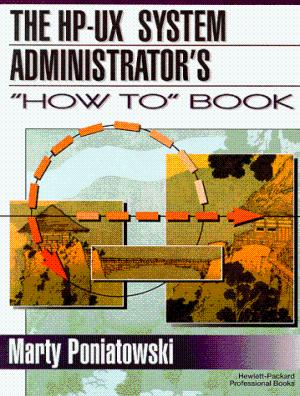 THE HP-UX SYSTEM
ADMINISTRATOR'S
"HOW TO" BOOK
Marty Poniatowski
Hewlett-Packard
Professional Books